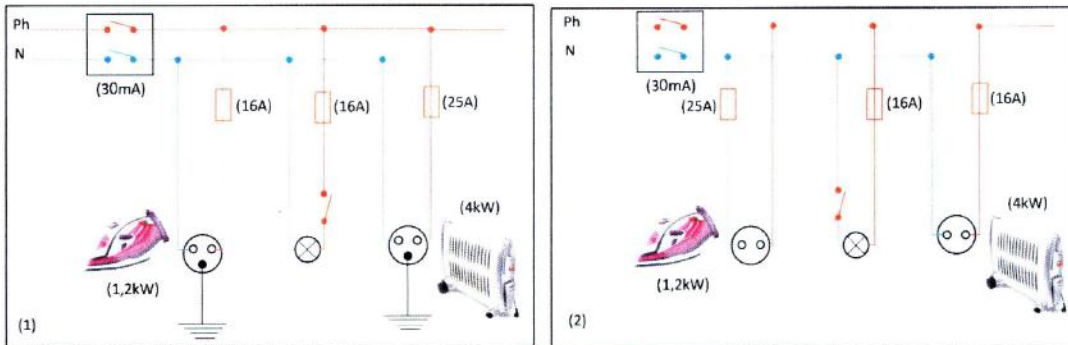 Ph
N
(30mA)
(16A)
(16A)
(25A)
(4kW)
(1,2kW)
(1)
Ph
N
(30mA)
(25A)
(16A)
(16A)
(4kW)
(1,2kW)
(2)